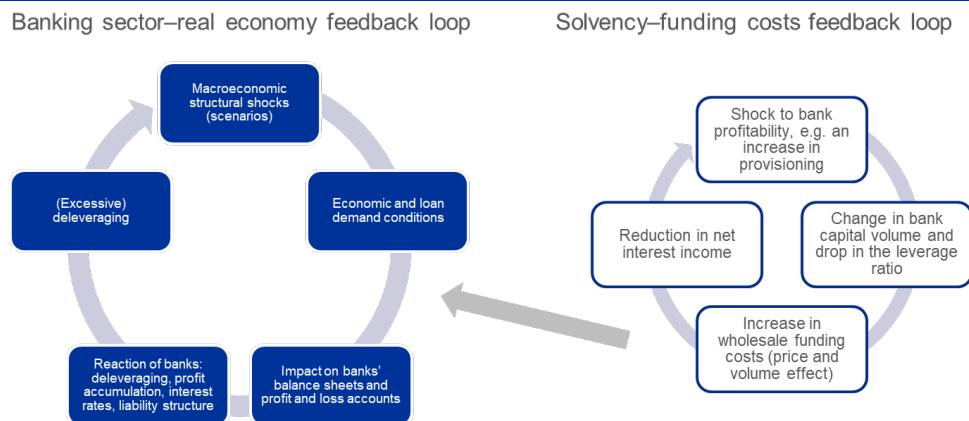 Banking sector–real economy feedback loop
Solvency–funding costs feedback loop
Macroeconomic
structural shocks
(scenarios)
Economic and loan
demand conditions
Impact on banks’
balance sheets and
profit and loss accounts
Reaction of banks:
deleveraging, profit
accumulation, interest
rates, liability structure
(Excessive)
deleveraging
Shock to bank
profitability, e.g. an
increase in
provisioning
Change in bank
capital volume and
drop in the leverage
ratio
Increase in
wholesale funding
costs (price and
volume effect)
Reduction in net
interest income